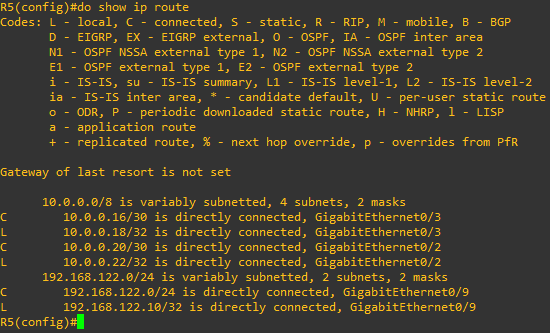 R5(config)#do show ip route
Codes: L - local, C - connected, S - static, R - RIP, M - mobile, B - BGP
D - EIGRP, EX - EIGRP external, O - OSPF, IA - OSPF inter area
N1 - OSPF NSSA external type 1, N2 - OSPF NSSA external type 2
E1 - OSPF external type 1, E2 - OSPF external type 2
i - IS-IS, su - IS-IS summary, L1 - IS-IS level-1, L2 - IS-IS level-2
ia - IS-IS inter area, * - candidate default, U - per-user static route
o - ODR, P - periodic downloaded static route, H - NHRP, l - LISP
a - application route
+ - replicated route, % - next hop override, p - overrides from PfR
Gateway of last resort is not set
10.0.0.0/8 is variably subnetted, 4 subnets, 2 masks
C 10.0.0.16/30 is directly connected, GigabitEthernet0/3
L 10.0.0.18/32 is directly connected, GigabitEthernet0/3
C 10.0.0.20/30 is directly connected, GigabitEthernet0/2
L 10.0.0.22/32 is directly connected, GigabitEthernet0/2
192.168.122.0/24 is variably subnetted, 2 subnets, 2 masks
C 192.168.122.0/24 is directly connected, GigabitEthernet0/9
L 192.168.122.10/32 is directly connected, GigabitEthernet0/9
R5(config)#